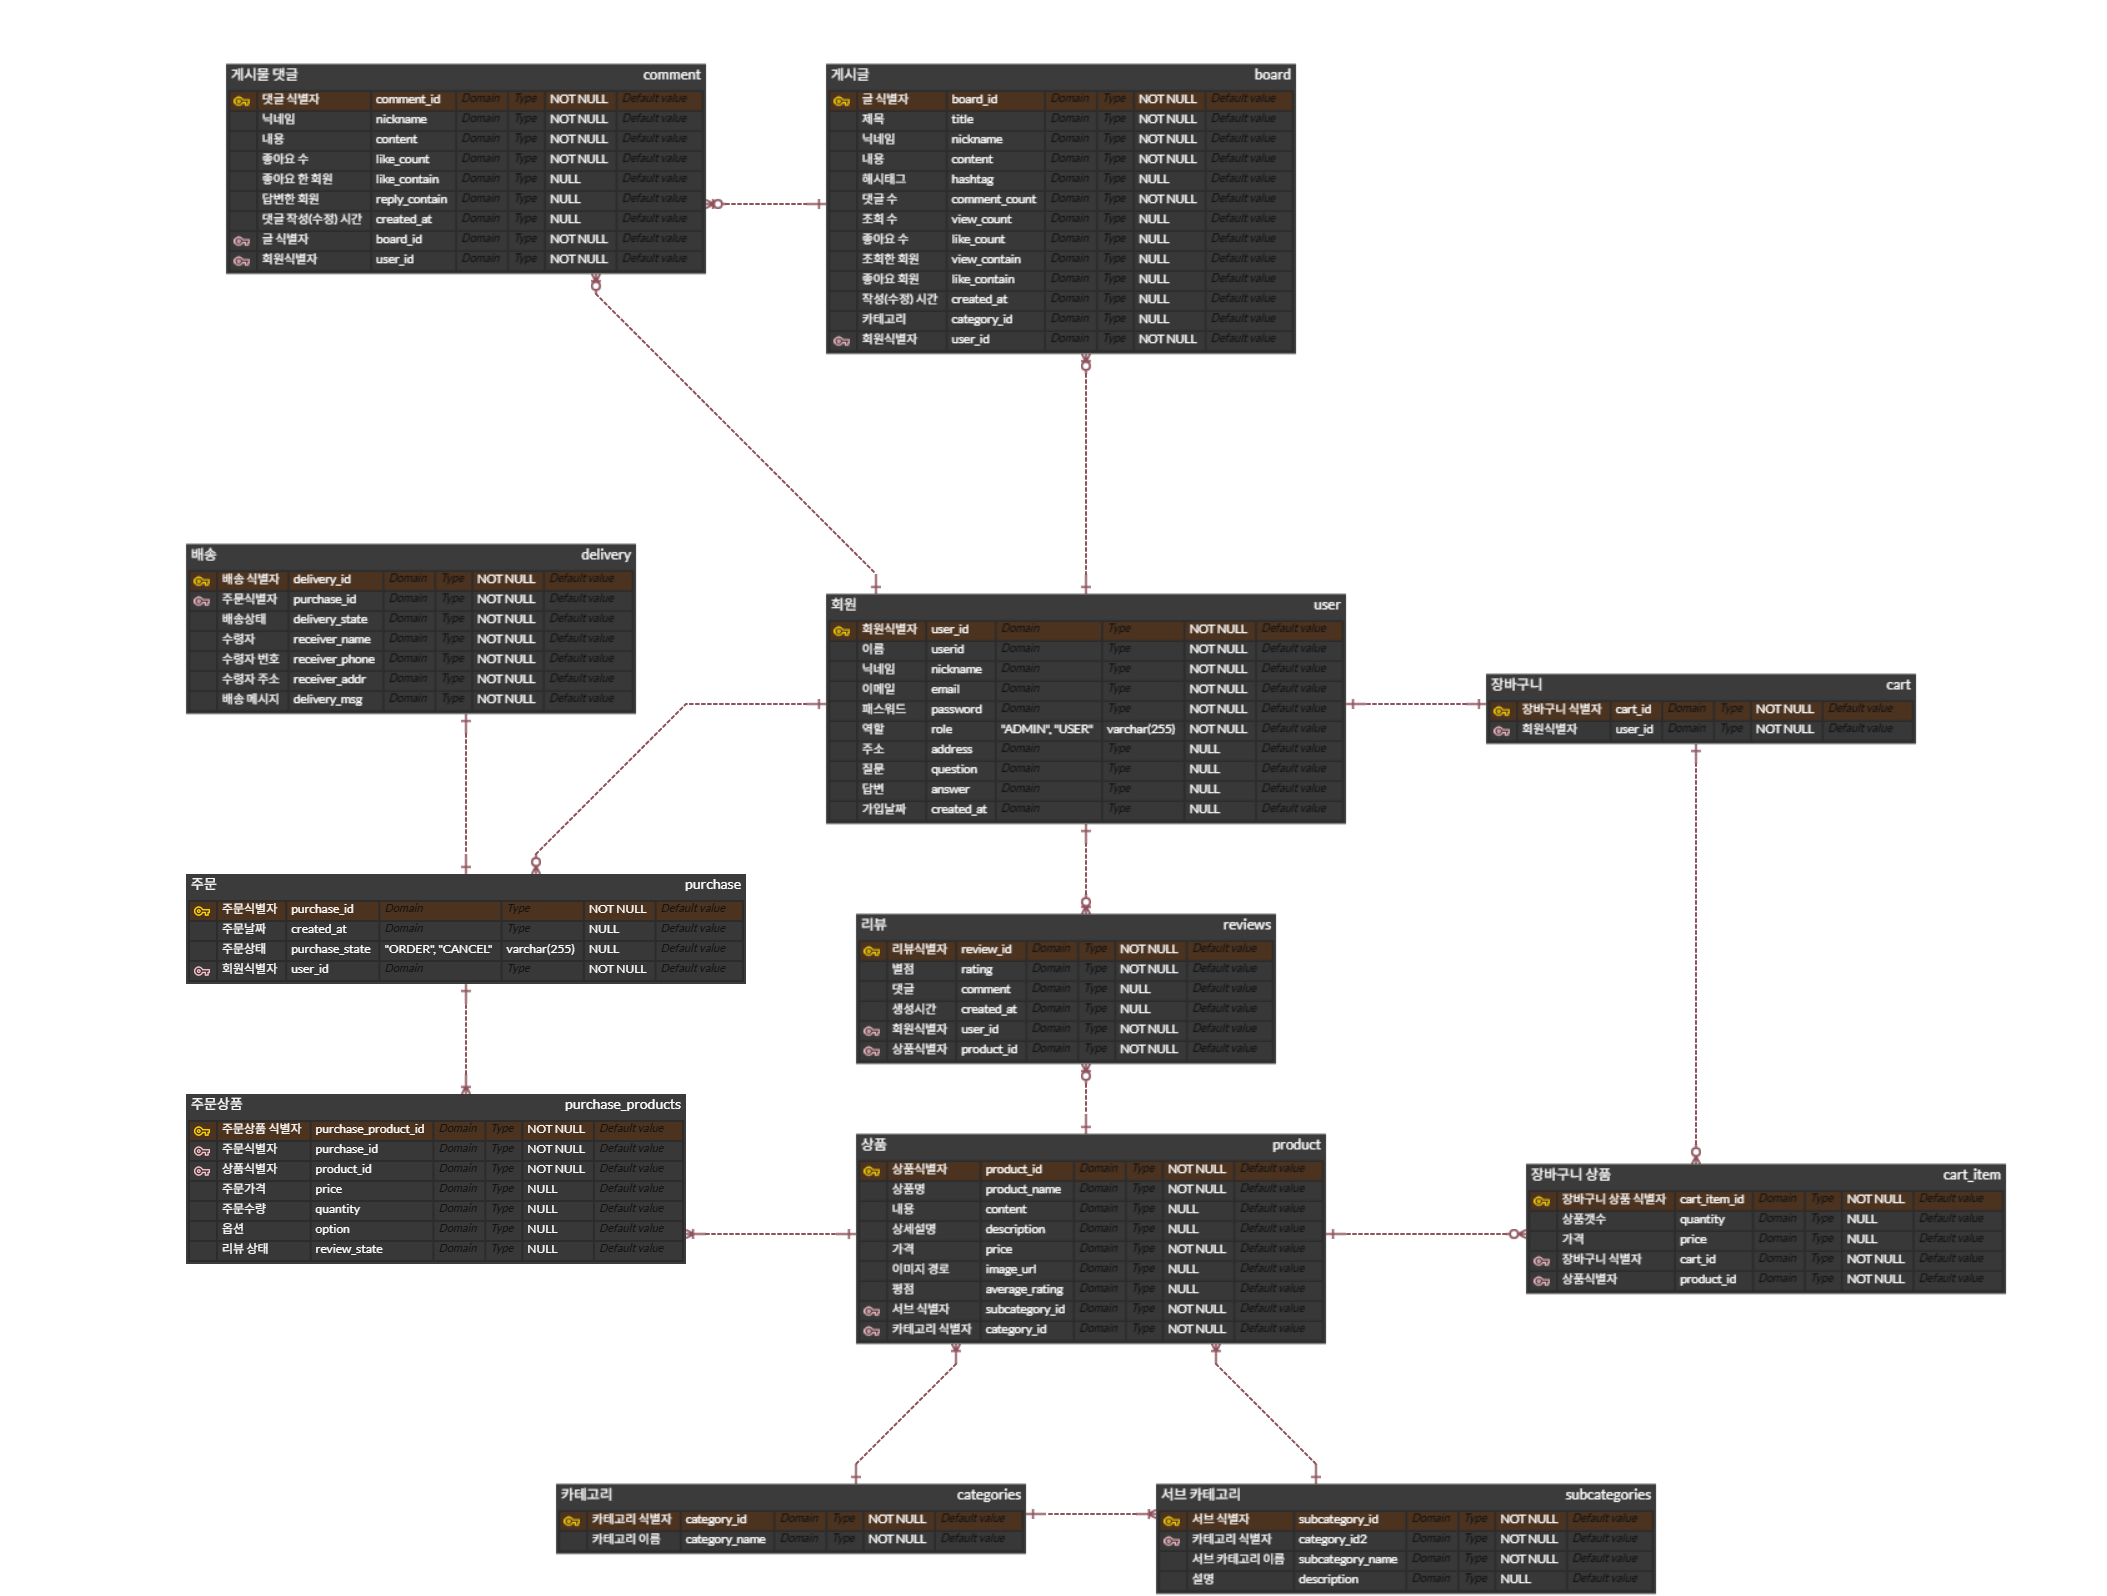 게시물 댓글 comment
댓글 식별자 comment_id Domain Type NOT NULL Default value
닉네임 nickname Domain Type NOT NULL Default value
내용 content Domain Type NOT NULL Default value
좋아요 수 like_count Domain Type NOT NULL Default value
좋아요 한 회원 like_contain Domain Type NULL Default value
답변한 회원 reply_contain Domain Type NULL Default value
댓글 작성(수정) 시간 created_at Domain Type NULL Default value
글 식별자 board_id Domain Type NOT NULL Default value
회원식별자 user_id Domain Type NOT NULL Default value
게시글 board
글 식별자 board_id Domain Type NOT NULL Default value
제목 title Domain Type NOT NULL Default value
닉네임 nickname Domain Type NOT NULL Default value
내용 content Domain Type NOT NULL Default value
해시태그 hashtag Domain Type NULL Default value
댓글 수 comment_count Domain Type NOT NULL Default value
조회 수 view_count Domain Type NULL Default value
좋아요 수 like_count Domain Type NULL Default value
조회한 회원 view_contain Domain Type NULL Default value
좋아요 회원 like_contain Domain Type NULL Default value
작성(수정) 시간 created_at Domain Type NULL Default value
카테고리 category_id Domain Type NULL Default value
회원식별자 user_id Domain Type NOT NULL Default value
배송 delivery
배송 식별자 delivery_id Domain Type NOT NULL Default value
주문식별자 purchase_id Domain Type NOT NULL Default value
배송상태 delivery_state Domain Type NOT NULL Default value
수령자 receiver_name Domain Type NOT NULL Default value
수령자 번호 receiver_phone Domain Type NOT NULL Default value
수령자 주소 receiver_addr Domain Type NOT NULL Default value
배송 메시지 delivery_msg Domain Type NOT NULL Default value
회원 user
회원식별자 user_id Domain Type NOT NULL Default value
이름 userid Domain Type NOT NULL Default value
닉네임 nickname Domain Type NOT NULL Default value
이메일 email Domain Type NOT NULL Default value
패스워드 password Domain Type NOT NULL Default value
역할 role "ADMIN", "USER" varchar(255) NOT NULL Default value
주소 address Domain Type NULL Default value
질문 question Domain Type NULL Default value
답변 answer Domain Type NULL Default value
가입날짜 created_at Domain Type NULL Default value
장바구니 cart
장바구니 식별자 cart_id Domain Type NOT NULL Default value
회원식별자 user_id Domain Type NOT NULL Default value
주문 purchase
주문식별자 purchase_id Domain Type NOT NULL Default value
주문날짜 created_at Domain Type NULL Default value
주문상태 purchase_state "ORDER", "CANCEL" varchar(255) NULL Default value
회원식별자 user_id Domain Type NOT NULL Default value
리뷰 reviews
리뷰식별자 review_id Domain Type NOT NULL Default value
별점 rating Domain Type NOT NULL Default value
댓글 comment Domain Type NULL Default value
생성시간 created_at Domain Type NULL Default value
회원식별자 user_id Domain Type NOT NULL Default value
상품식별자 product_id Domain Type NOT NULL Default value
주문상품 purchase_products
주문상품 식별자 purchase_product_id Domain Type NOT NULL Default value
주문식별자 purchase_id Domain Type NOT NULL Default value
상품식별자 product_id Domain Type NOT NULL Default value
주문가격 price Domain Type NULL Default value
주문수량 quantity Domain Type NULL Default value
옵션 option Domain Type NULL Default value
리뷰 상태 review_state Domain Type NULL Default value
상품 product
상품식별자 product_id Domain Type NOT NULL Default value
상품명 product_name Domain Type NOT NULL Default value
내용 content Domain Type NOT NULL Default value
상세설명 description Domain Type NOT NULL Default value
가격 price Domain Type NOT NULL Default value
이미지 경로 image_url Domain Type NULL Default value
평점 average_rating Domain Type NULL Default value
서브 식별자 subcategory_id Domain Type NOT NULL Default value
카테고리 식별자 category_id Domain Type NOT NULL Default value
장바구니 상품 cart_item
장바구니 상품 식별자 cart_item_id Domain Type NOT NULL Default value
상품갯수 quantity Domain Type NULL Default value
가격 price Domain Type NULL Default value
장바구니 식별자 cart_id Domain Type NOT NULL Default value
상품식별자 product_id Domain Type NOT NULL Default value
카테고리 categories
카테고리 식별자 category_id Domain Type NOT NULL Default value
카테고리 이름 category_name Domain Type NOT NULL Default value
서브 카테고리 subcategories
서브 식별자 subcategory_id Domain Type NOT NULL Default value
카테고리 식별자 category_id2 Domain Type NOT NULL Default value
서브 카테고리 이름 subcategory_name Domain Type NOT NULL Default value
설명 description Domain Type NULL Default value